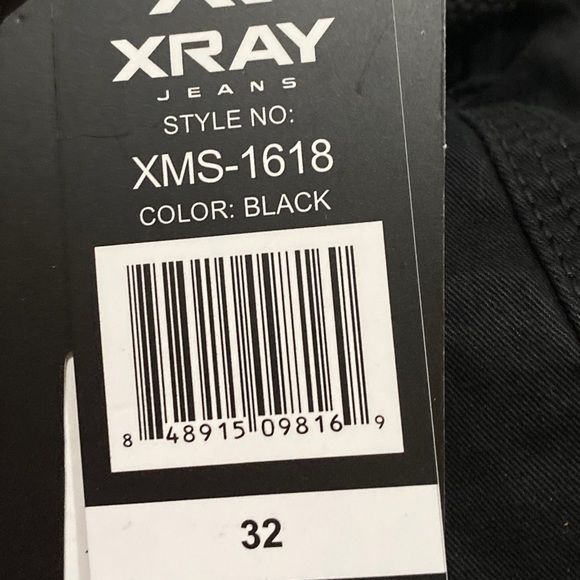 XRAY
JEANS
STYLE NO:
XMS-1618
COLOR: BLACK
8 48915 09816 9
32